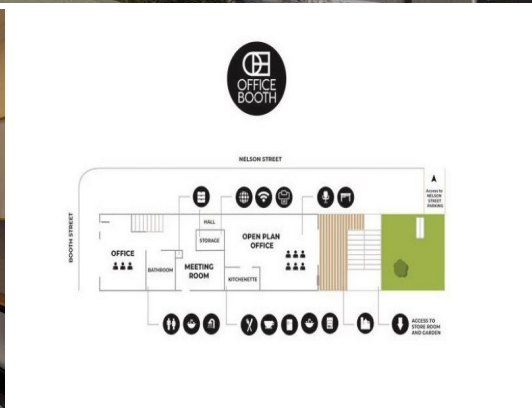 OFFICE
BOOTH
NELSON STREET
BOOTH STREET
Access to
NELSON
STREET
PARKING
HALL
STORAGE
OPEN PLAN
OFFICE
OFFICE
BATHROOM
MEETING
ROOM
KITCHENETTE
ACCESS TO
STORE ROOM
AND GARDEN